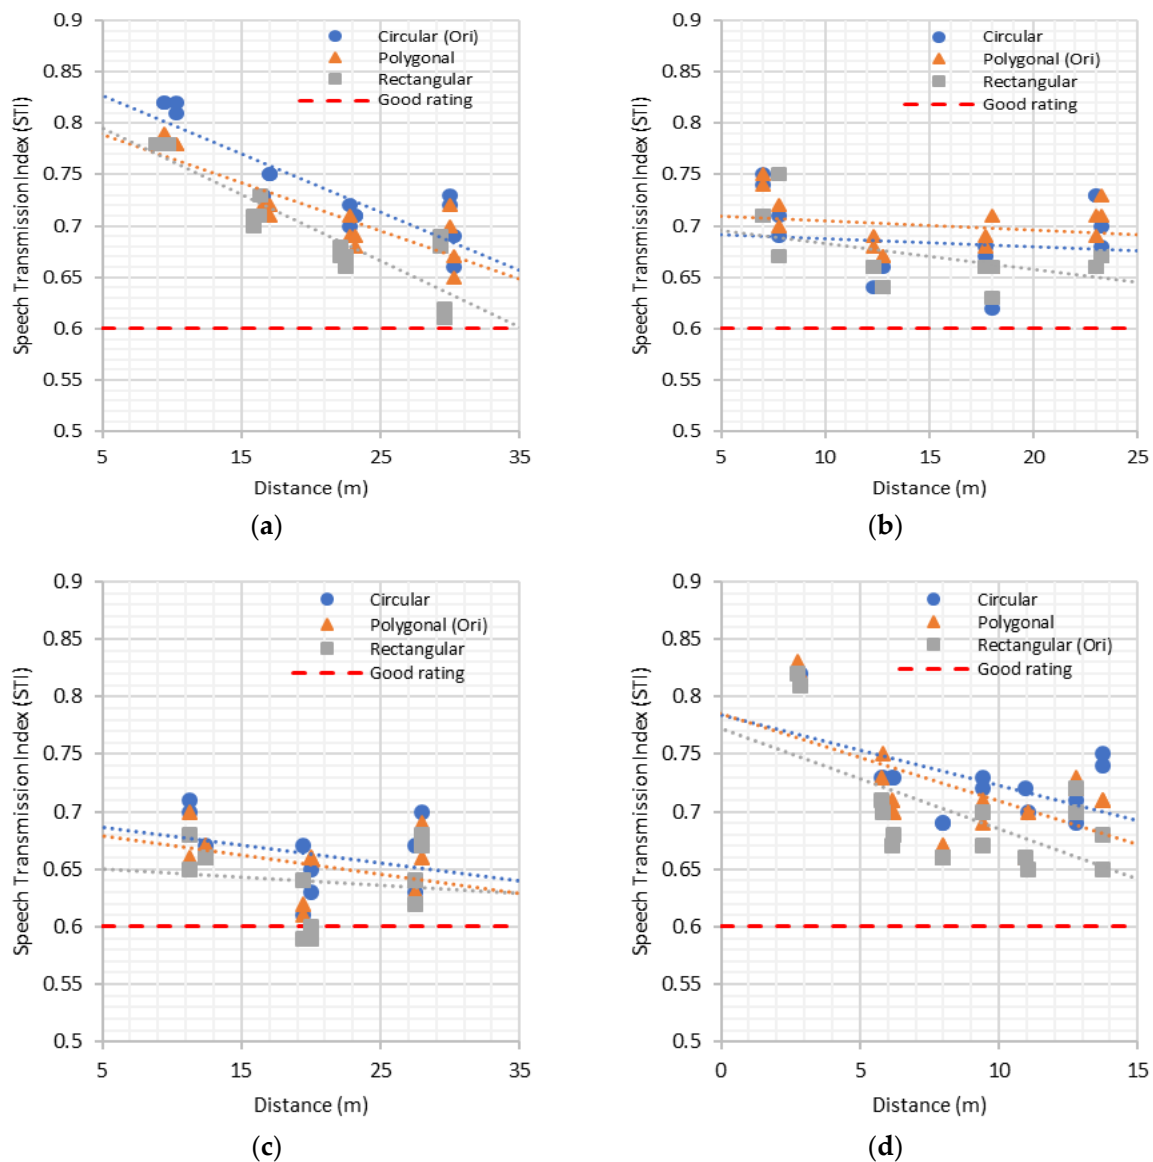 0.9
0.85
0.8
0.75
0.7
0.65
0.6
0.55
0.5
Speech Transmission Index (STI)
Circular (Ori)
Polygonal
Rectangular
Good rating
5
15
25
35
Distance (m)
(a)
0.9
0.85
0.8
0.75
0.7
0.65
0.6
0.55
0.5
Speech Transmission Index (STI)
Circular
Polygonal (Ori)
Rectangular
Good rating
5
10
15
20
25
Distance (m)
(b)
0.9
0.85
0.8
0.75
0.7
0.65
0.6
0.55
0.5
Speech Transmission Index (STI)
Circular
Polygonal (Ori)
Rectangular
Good rating
5
15
25
35
Distance (m)
(c)
0.9
0.85
0.8
0.75
0.7
0.65
0.6
0.55
0.5
Speech Transmission Index (STI)
Circular
Polygonal
Rectangular (Ori)
Good rating
0
5
10
15
Distance (m)
(d)